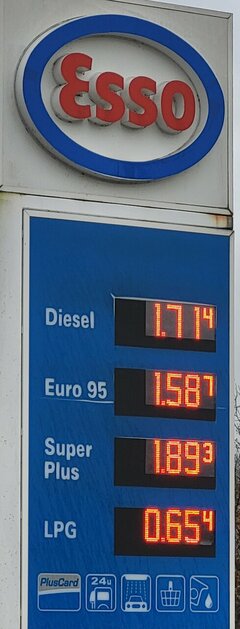 Esso
Diesel 1.714
Euro 95 1.587
Super
Plus 1.893
LPG 0.654
PlusCard 24u